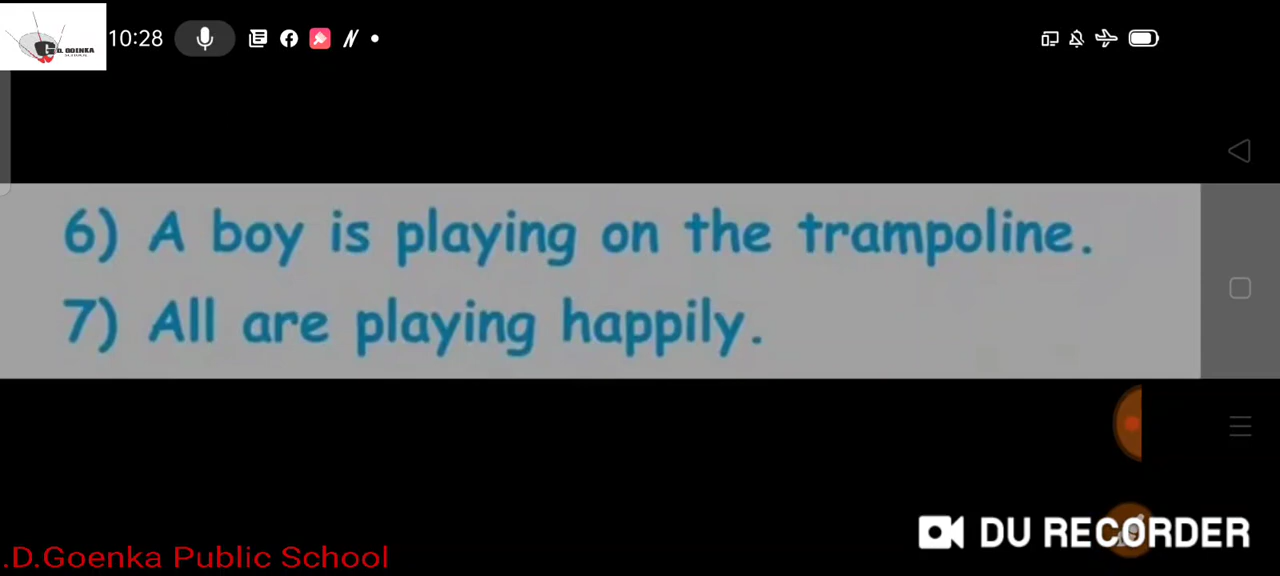 D. GOENKA
10:28
6) A boy is playing on the trampoline.
7) All are playing happily.
DU RECORDER
.D.Goenka Public School